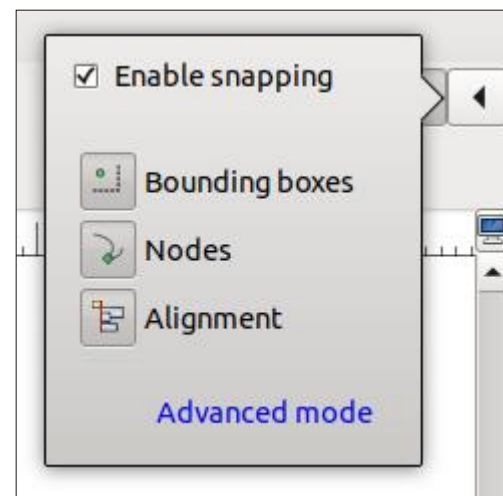 Enable snapping
Bounding boxes
Nodes
Alignment
Advanced mode